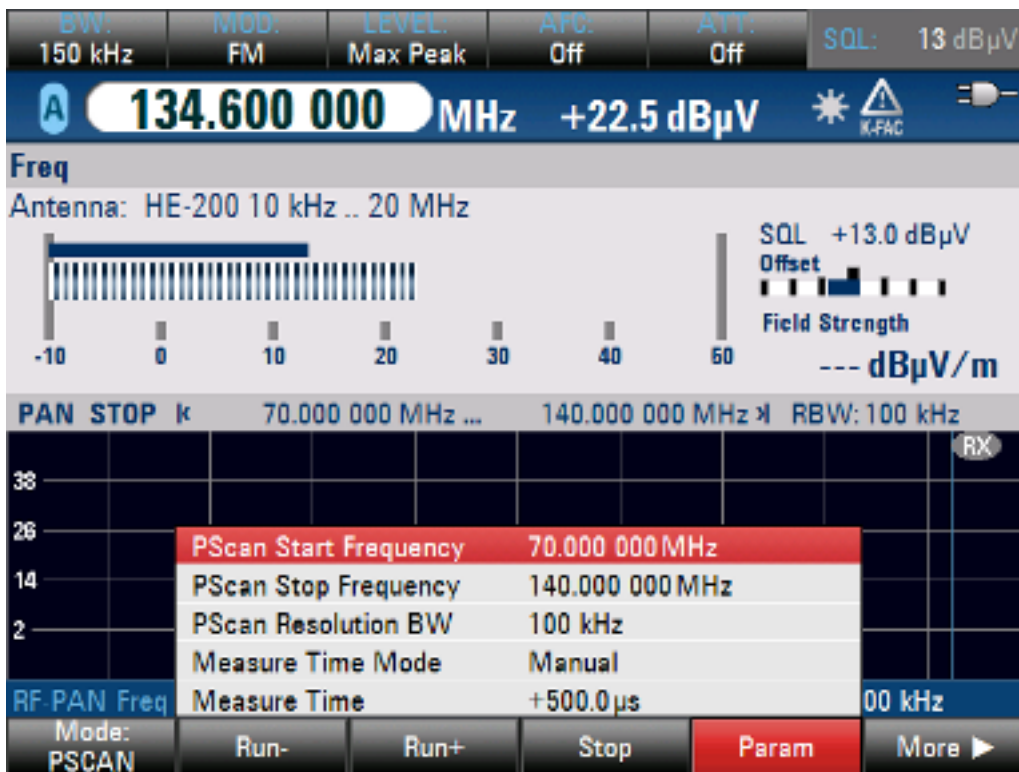 BW: MOD: LEVEL: AFC: ATT: SQL: 13 dBµV
150 kHz FM Max Peak Off Off
A 134.600 000 MHz +22.5 dBµV K-FAC
Freq
Antenna: HE-200 10 kHz .. 20 MHz
SQL +13.0 dBµV
Offset
Field Strength
-10 0 10 20 30 40 60
--- dBµV/m
PAN STOP 70.000 000 MHz ... 140.000 000 MHz RBW: 100 kHz
RX
38
26
PScan Start Frequency 70.000 000 MHz
14
PScan Stop Frequency 140.000 000 MHz
PScan Resolution BW 100 kHz
2
Measure Time Mode Manual
Measure Time +500.0 µs
RF-PAN Freq 00 kHz
Mode: PSCAN
Run- Run+ Stop Param More ►